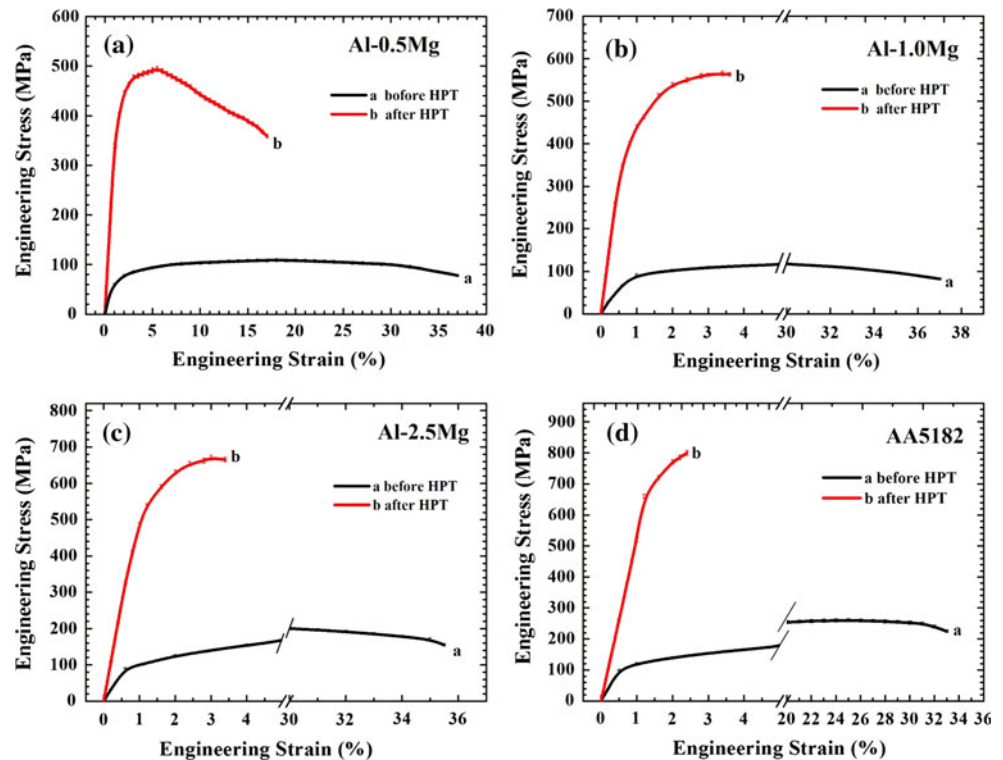 (a)
Al-0.5Mg
a bofore HPT
b after HPT
b
a
Engineering Stress (MPa)
600
500
400
300
200
100
0
0 5 10 15 20 25 30 35 40
Engineering Strain (%)
(b)
Al-1.0Mg
b
a before HPT
b after HPT
a
Engineering Stress (MPa)
700
600
500
400
300
200
100
0
0 1 2 3 4 30 32 34 36 38
Engineering Strain (%)
(c)
Al-2.5Mg
b
a before HPT
b after HPT
a
Engineering Stress (MPa)
800
700
600
500
400
300
200
100
0
0 1 2 3 4 30 32 34 36
Engineering Strain (%)
(d)
AA5182
b
a before HPT
b after HPT
a
Engineering Stress (MPa)
900
800
700
600
500
400
300
200
100
0
0 1 2 3 4 20 22 24 26 28 30 32 34 36
Engineering Strain (%)